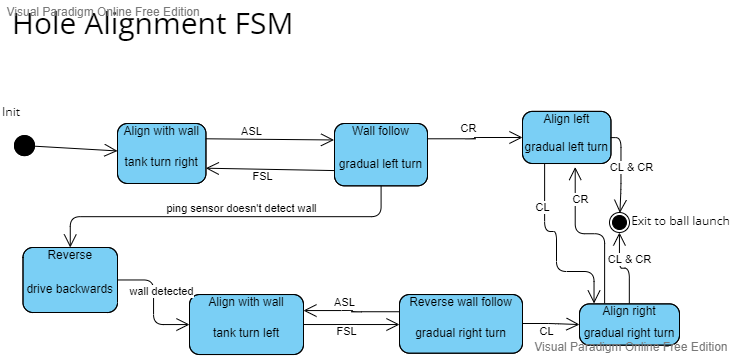 Visual Paradigm Online Free Edition
Hole Alignment FSM
Init
Align with wall
tank turn right
ASL
FSL
Wall follow
gradual left turn
CR
Align left
gradual left turn
CL & CR
CL
CR
Exit to ball launch
ping sensor doesn't detect wall
Reverse
drive backwards
wall detected
Align with wall
tank turn left
ASL
FSL
Reverse wall follow
gradual right turn
CL
CL & CR
Align right
gradual right turn
Visual Paradigm Online Free Edition